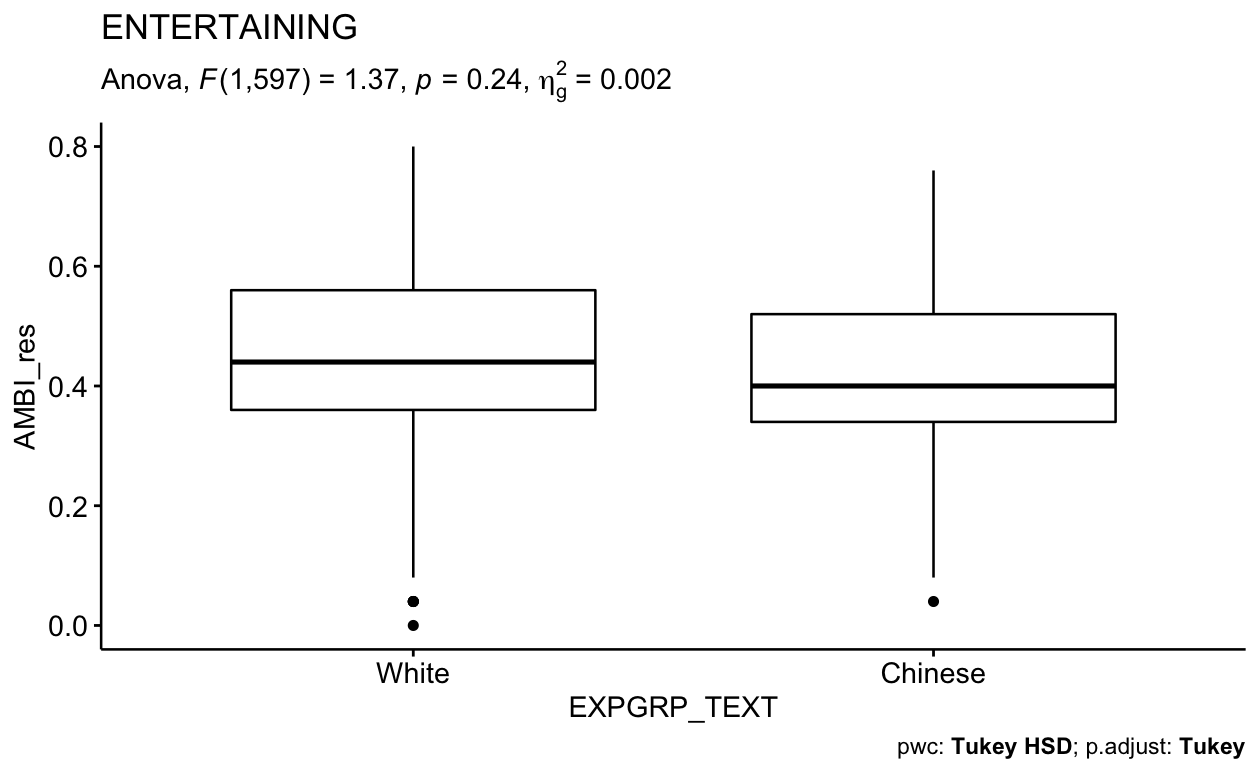 ENTERTAINING
Anova, F(1,597) = 1.37, p = 0.24, η²g = 0.002
0.8
0.6
0.4
0.2
0.0
AMBI_res
White
Chinese
EXPGRP_TEXT
pwc: Tukey HSD; p.adjust: Tukey